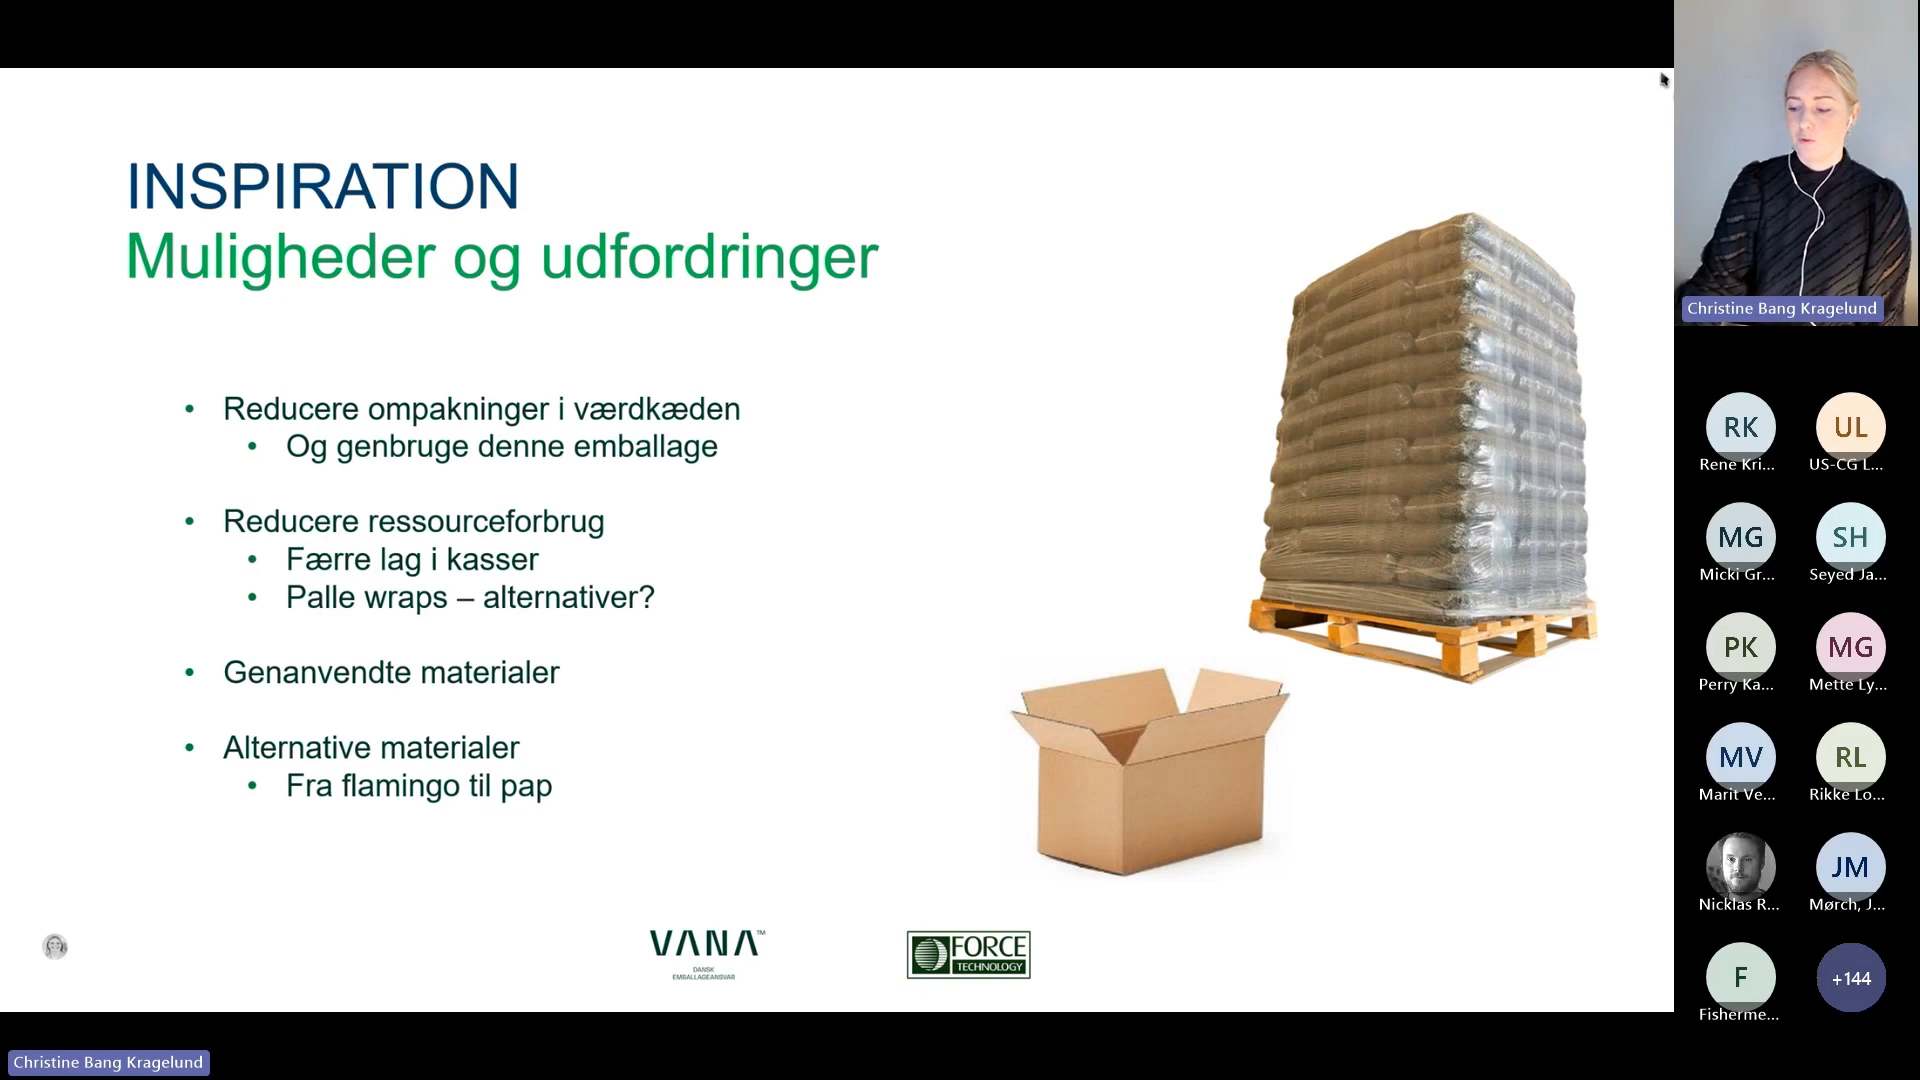 INSPIRATION
Muligheder og udfordringer
• Reducere ompakninger i værdkæden
• Og genbruge denne emballage
• Reducere ressourceforbrug
• Færre lag i kasser
• Palle wraps – alternativer?
• Genanvendte materialer
• Alternative materialer
• Fra flamingo til pap
VANA™
DANSK
EMBALLAGEANSVAR
FORCE
TECHNOLOGY
Christine Bang Kragelund
Christine Bang Kragelund
RK
Rene Kri...
UL
US-CG L...
MG
Micki Gr...
SH
Seyed Ja...
PK
Perry Ka...
MG
Mette Ly...
MV
Marit Ve...
RL
Rikke Lo...
Nicklas R...
JM
Mørch, J...
F
Fisherme...
+144